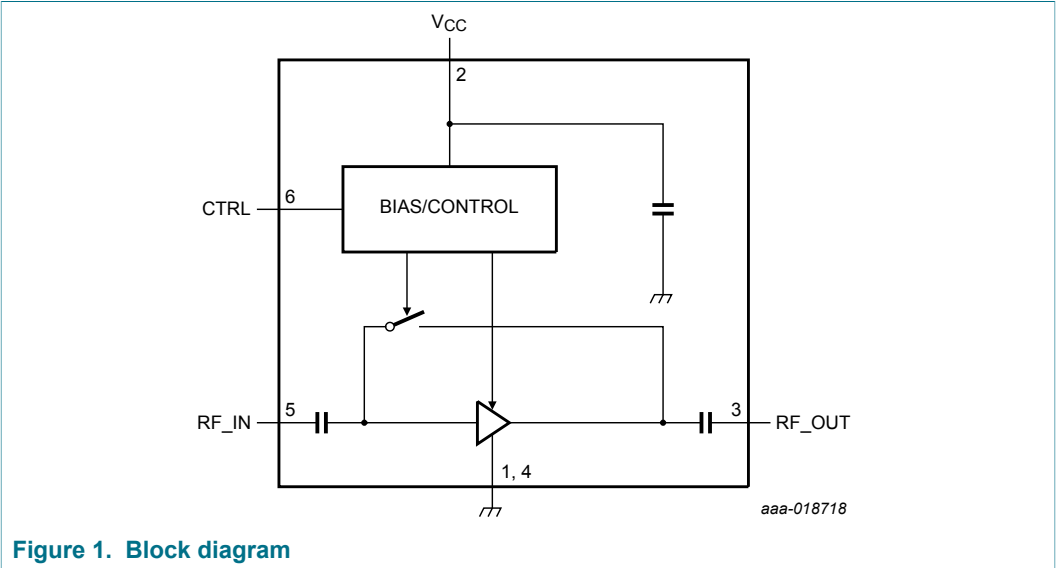 VCC
2
CTRL
6
BIAS/CONTROL
RF_IN
5
3
RF_OUT
1, 4
aaa-018718
Figure 1. Block diagram